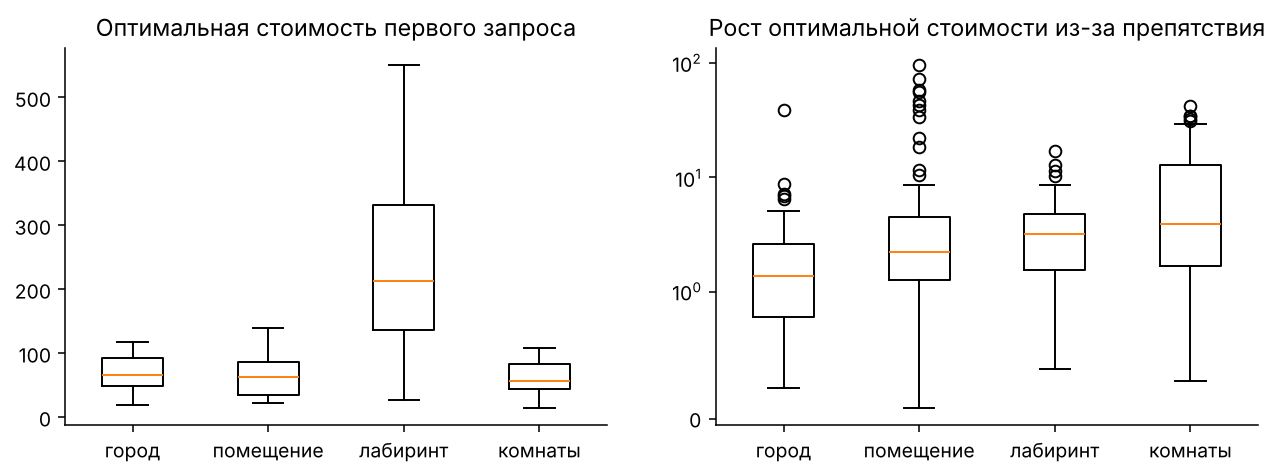 Оптимальная стоимость первого запроса
500
400
300
200
100
0
город помещение лабиринт комнаты
Рост оптимальной стоимости из-за препятствия
10²
10¹
10⁰
0
город помещение лабиринт комнаты